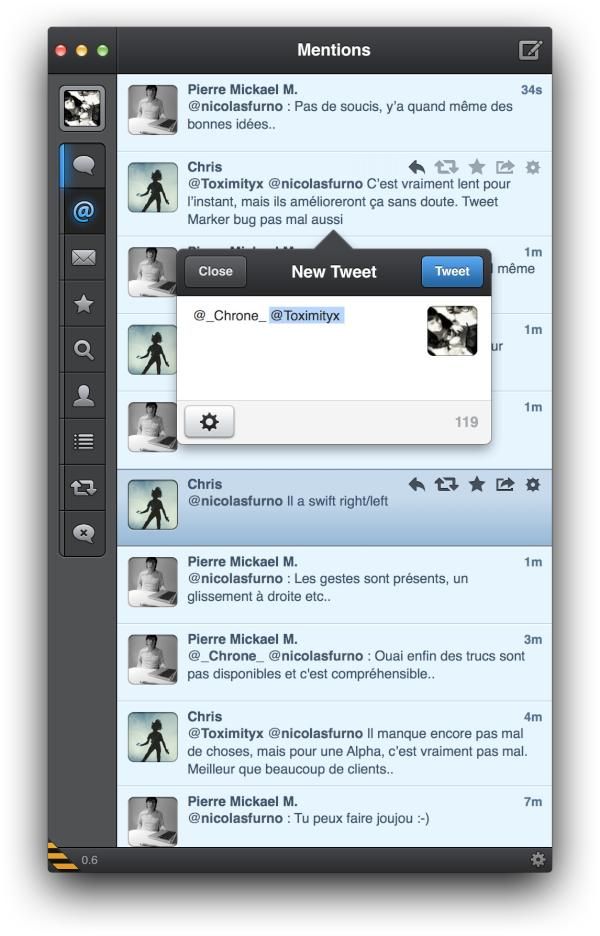 Mentions
Pierre Mickael M. 34s
@nicolasfurno : Pas de soucis, y'a quand même des
bonnes idées..
Chris
@Toximityx @nicolasfurno C'est vraiment lent pour
l'instant, mais ils amélioreront ça sans doute. Tweet
Marker bug pas mal aussi
Pierre Mickael M. 1m
même
Close New Tweet Tweet
@_Chrone_ @Toximityx
1m
ur
1m
119
Chris
@nicolasfurno Il a swift right/left
Pierre Mickael M. 1m
@nicolasfurno : Les gestes sont présents, un
glissement à droite etc..
Pierre Mickael M. 3m
@_Chrone_ @nicolasfurno : Ouai enfin des trucs sont
pas disponibles et c'est compréhensible..
Chris 4m
@Toximityx @nicolasfurno Il manque encore pas mal
de choses, mais pour une Alpha, c'est vraiment pas mal.
Meilleur que beaucoup de clients..
Pierre Mickael M. 7m
@nicolasfurno : Tu peux faire joujou :-)
0.6